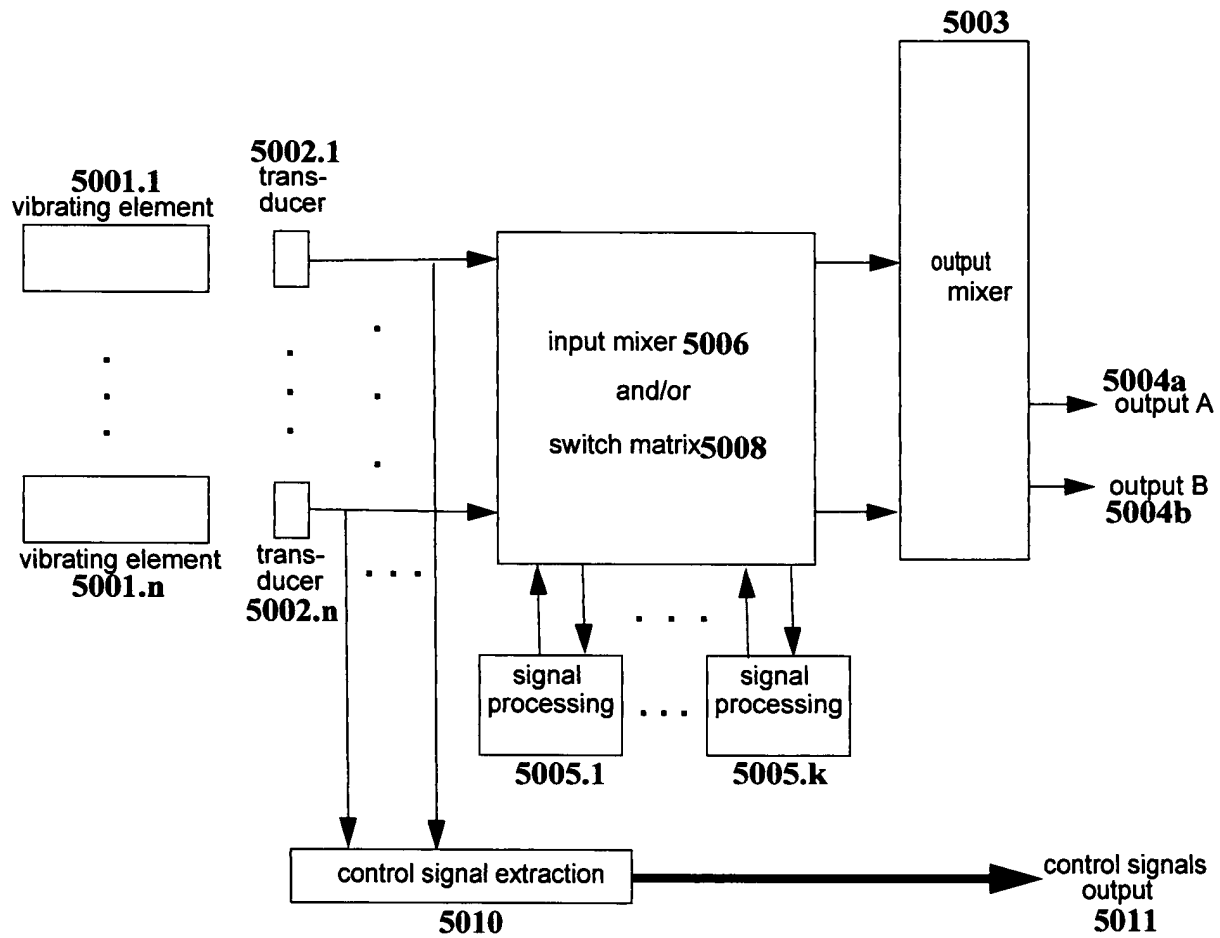 5003
5002.1
trans-
ducer
5001.1
vibrating element
output
mixer
input mixer 5006
and/or
switch matrix5008
5004a
output A
output B
5004b
vibrating element
5001.n
trans-
ducer
5002.n
signal
processing
signal
processing
5005.1
5005.k
control signal extraction
5010
control signals
output
5011